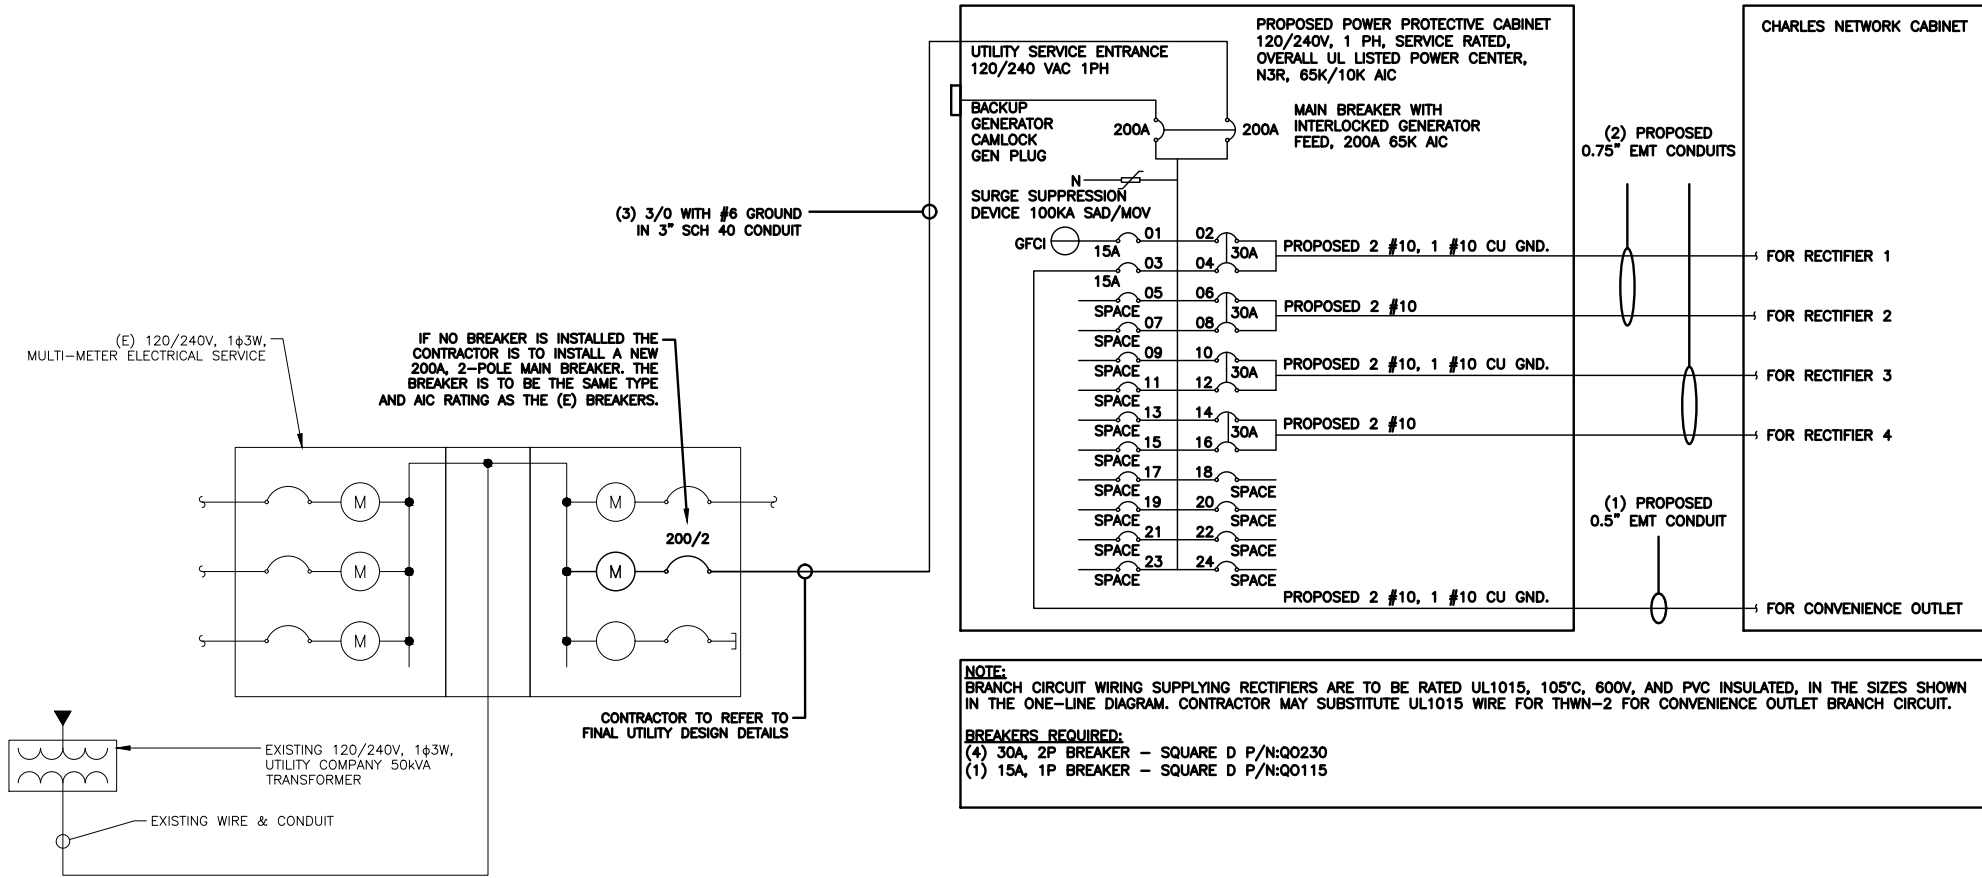 PROPOSED POWER PROTECTIVE CABINET
120/240V, 1 PH, SERVICE RATED,
OVERALL UL LISTED POWER CENTER,
N3R, 65K/10K AIC
CHARLES NETWORK CABINET
UTILITY SERVICE ENTRANCE
120/240 VAC 1PH
BACKUP
GENERATOR
CAMLOCK
GEN PLUG
200A
200A
MAIN BREAKER WITH
INTERLOCKED GENERATOR
FEED, 200A 65K AIC
(2) PROPOSED
0.75" EMT CONDUITS
N
SURGE SUPPRESSION
DEVICE 100KA SAD/MOV
(3) 3/0 WITH #6 GROUND
IN 3" SCH 40 CONDUIT
GFCI
15A
01
02
30A
PROPOSED 2 #10, 1 #10 CU GND.
FOR RECTIFIER 1
15A
03
04
SPACE
05
06
30A
PROPOSED 2 #10
FOR RECTIFIER 2
SPACE
07
08
SPACE
09
10
30A
PROPOSED 2 #10, 1 #10 CU GND.
FOR RECTIFIER 3
SPACE
11
12
SPACE
13
14
30A
PROPOSED 2 #10
FOR RECTIFIER 4
SPACE
15
16
SPACE
17
18
SPACE
SPACE
19
20
SPACE
SPACE
21
22
SPACE
SPACE
23
24
SPACE
(1) PROPOSED
0.5" EMT CONDUIT
PROPOSED 2 #10, 1 #10 CU GND.
FOR CONVENIENCE OUTLET
(E) 120/240V, 1ϕ3W,
MULTI-METER ELECTRICAL SERVICE
IF NO BREAKER IS INSTALLED THE
CONTRACTOR IS TO INSTALL A NEW
200A, 2-POLE MAIN BREAKER. THE
BREAKER IS TO BE THE SAME TYPE
AND AIC RATING AS THE (E) BREAKERS.
M
M
200/2
M
M
M
CONTRACTOR TO REFER TO
FINAL UTILITY DESIGN DETAILS
EXISTING 120/240V, 1ϕ3W,
UTILITY COMPANY 50kVA
TRANSFORMER
EXISTING WIRE & CONDUIT
NOTE:
BRANCH CIRCUIT WIRING SUPPLYING RECTIFIERS ARE TO BE RATED UL1015, 105°C, 600V, AND PVC INSULATED, IN THE SIZES SHOWN
IN THE ONE-LINE DIAGRAM. CONTRACTOR MAY SUBSTITUTE UL1015 WIRE FOR THWN-2 FOR CONVENIENCE OUTLET BRANCH CIRCUIT.
BREAKERS REQUIRED:
(4) 30A, 2P BREAKER - SQUARE D P/N:QO230
(1) 15A, 1P BREAKER - SQUARE D P/N:QO115